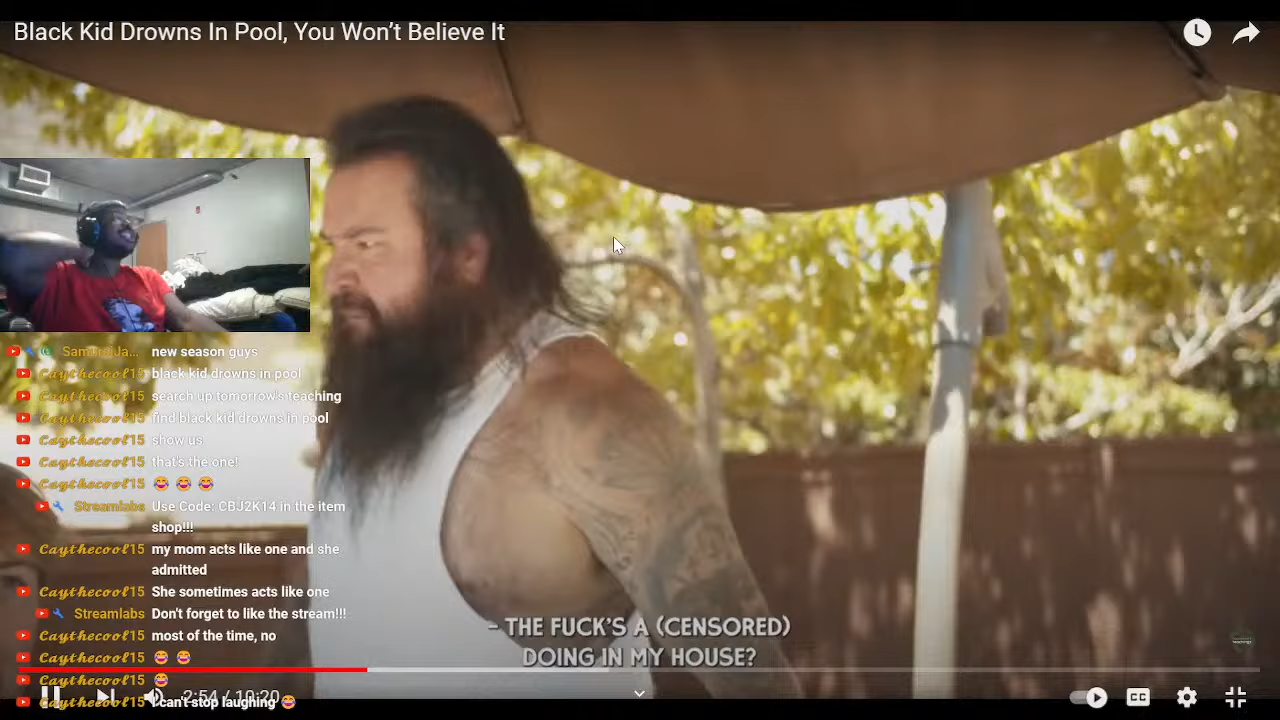 Black Kid Drowns In Pool, You Won’t Believe It
SamuraiJa... new season guys
Caythecool15 black kid drowns in pool
Caythecool15 search up tomorrow's teaching
Caythecool15 find black kid drowns in pool
Caythecool15 show us
Caythecool15 that's the one!
Caythecool15 😂 😂 😂
Streamlabs Use Code: CBJ2K14 in the item
shop!!!
Caythecool15 my mom acts like one and she
admitted
Caythecool15 She sometimes acts like one
Streamlabs Don't forget to like the stream!!!
Caythecool15 most of the time, no
Caythecool15 😂 😂
Caythecool15 😂
Caythecool15 I can't stop laughing 😂
- THE FUCK'S A (CENSORED)
DOING IN MY HOUSE?
2:54 / 10:20
CC